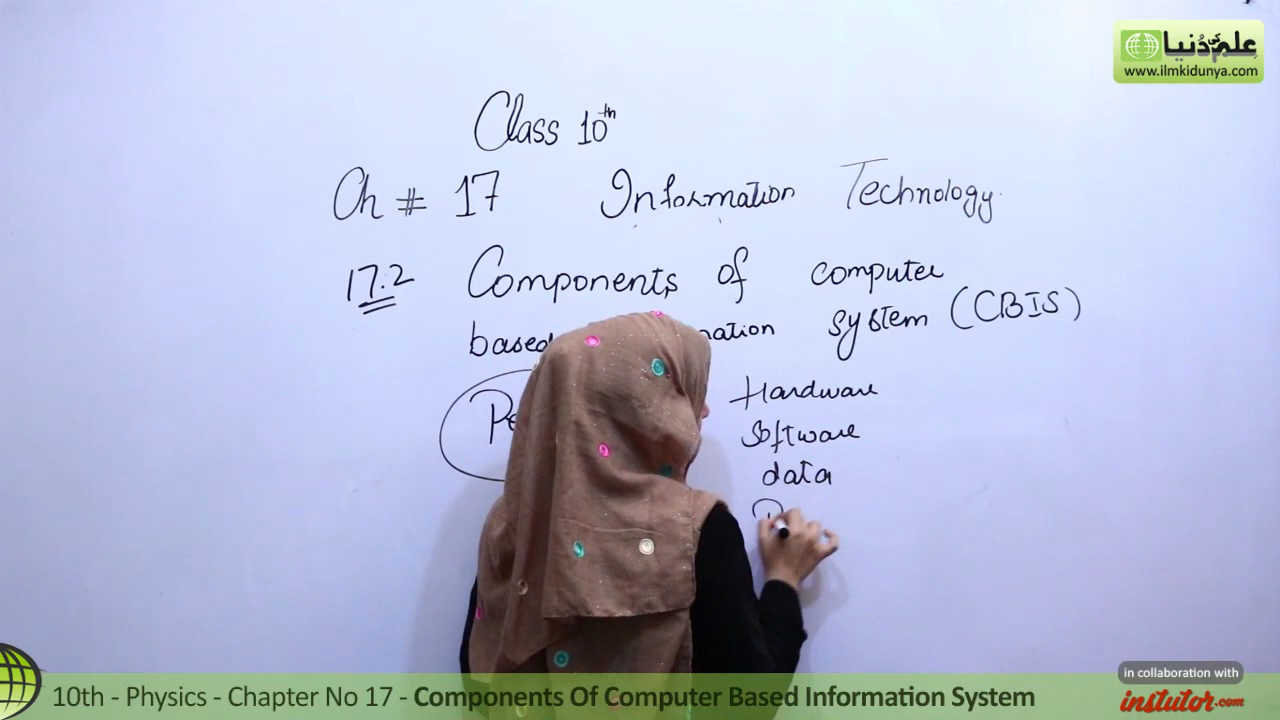 علم کی دنیا
www.ilmkidunya.com
Class 10th
Ch # 17 Information Technology
17.2 Components of computer
based system (CBIS)
Hardware
software
data
in collaboration with
instutor.com
10th - Physics - Chapter No 17 - Components Of Computer Based Information System